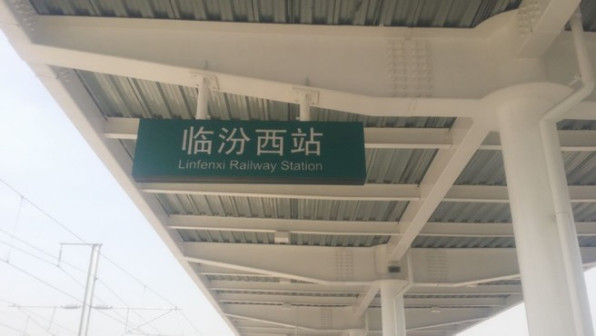 临汾西站
Linfenxi Railway Station